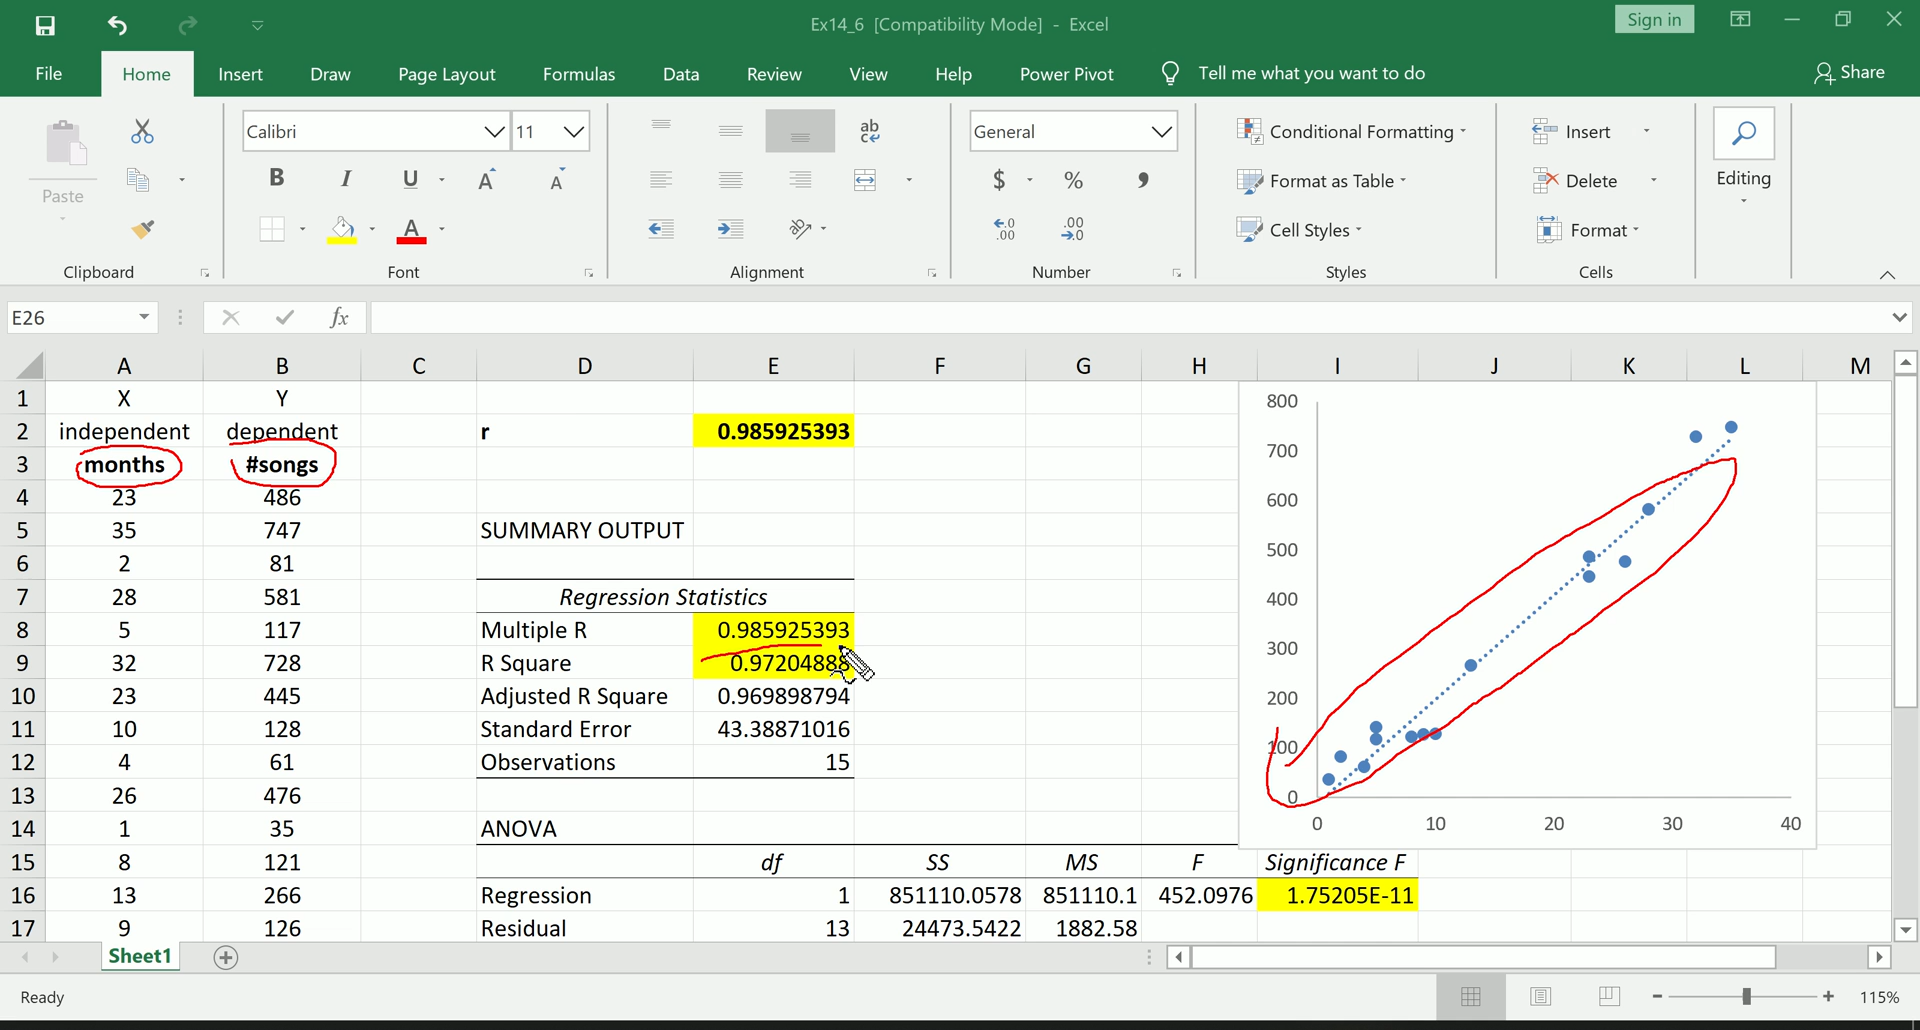 Ex14_6 [Compatibility Mode] - Excel
Sign in
File Home Insert Draw Page Layout Formulas Data Review View Help Power Pivot Tell me what you want to do Share
Paste
Clipboard
Calibri 11
B I U A A
A
Font
ab
c
Alignment
General
$ % ,
.0 .00
.00 .0
Number
Conditional Formatting
Format as Table
Cell Styles
Styles
Insert
Delete
Format
Cells
Editing
E26 fx
A B C D E F G H I J K L M
1 X Y
2 independent dependent r 0.985925393
3 months #songs
4 23 486
5 35 747 SUMMARY OUTPUT
6 2 81
7 28 581 Regression Statistics
8 5 117 Multiple R 0.985925393
9 32 728 R Square 0.97204888
10 23 445 Adjusted R Square 0.969898794
11 10 128 Standard Error 43.38871016
12 4 61 Observations 15
13 26 476
14 1 35 ANOVA
15 8 121 df SS MS F Significance F
16 13 266 Regression 1 851110.0578 851110.1 452.0976 1.75205E-11
17 9 126 Residual 13 24473.5422 1882.58
800
700
600
500
400
300
200
100
0
0 10 20 30 40
Sheet1
Ready
115%